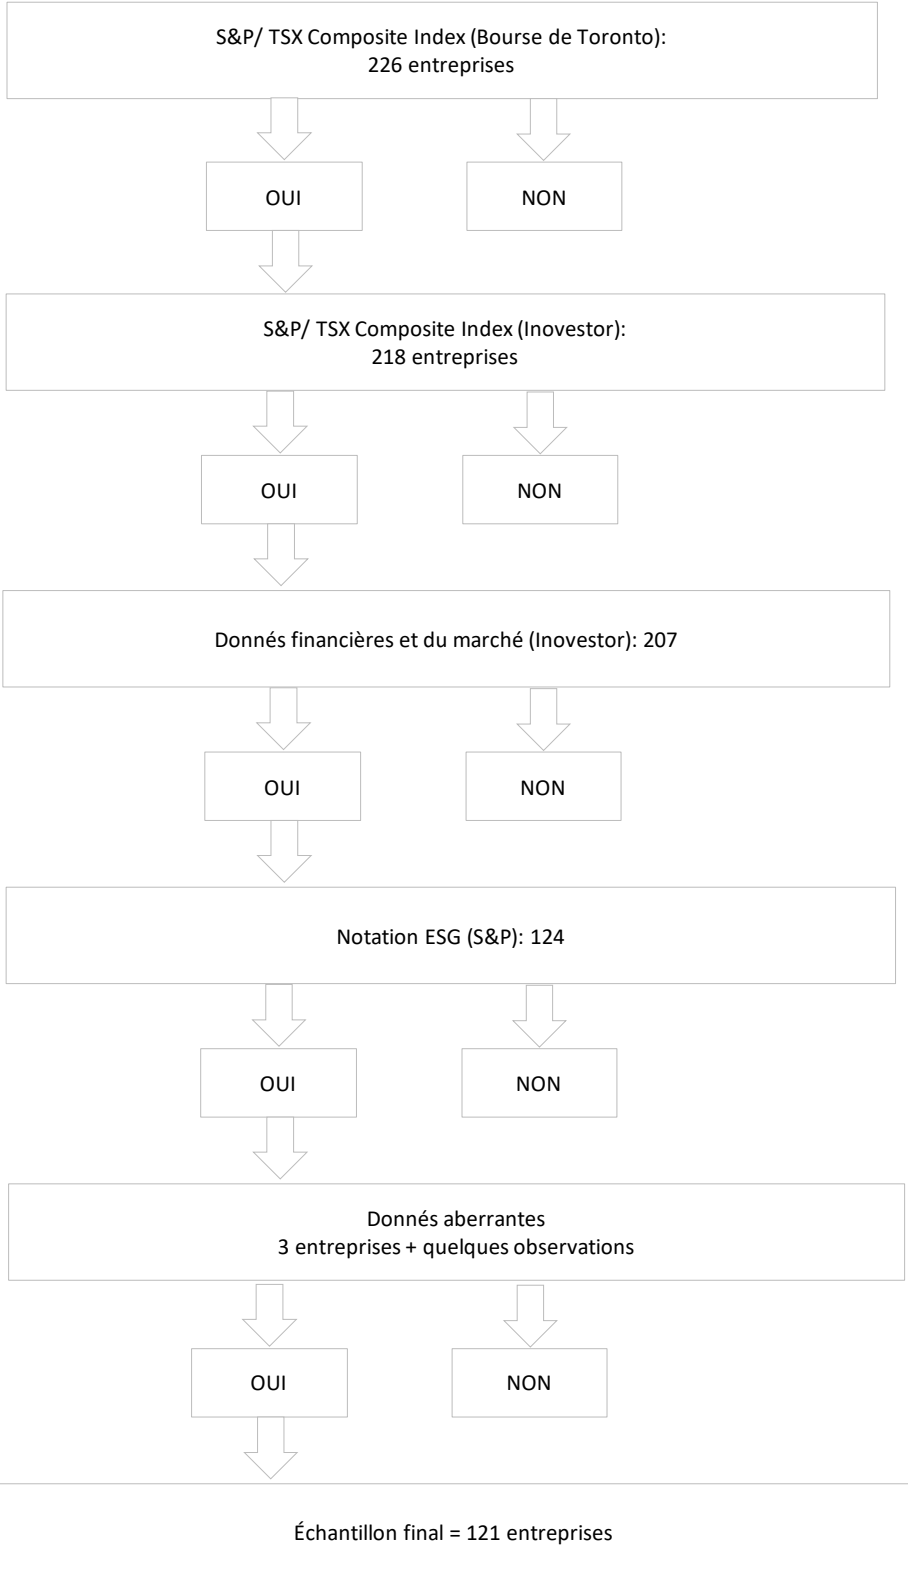 S&P/ TSX Composite Index (Bourse de Toronto):
226 entreprises
OUI
NON
S&P/ TSX Composite Index (Inovestor):
218 entreprises
OUI
NON
Donnés financières et du marché (Inovestor): 207
OUI
NON
Notation ESG (S&P): 124
OUI
NON
Donnés aberrantes
3 entreprises + quelques observations
OUI
NON
Échantillon final = 121 entreprises